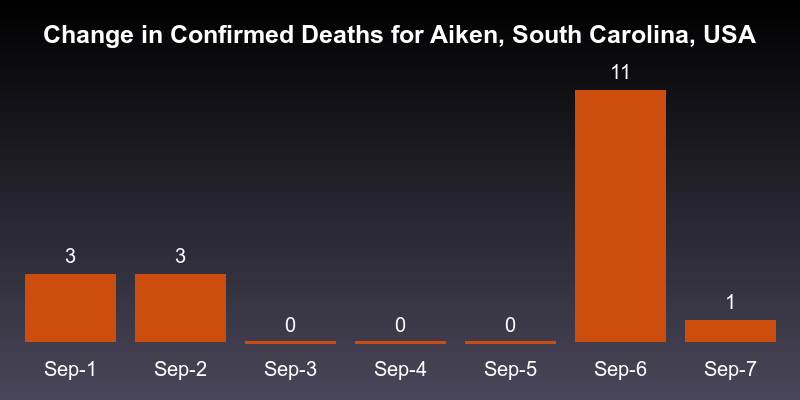 Change in Confirmed Deaths for Aiken, South Carolina, USA
11
3 3
0 0 0
1
Sep-1 Sep-2 Sep-3 Sep-4 Sep-5 Sep-6 Sep-7